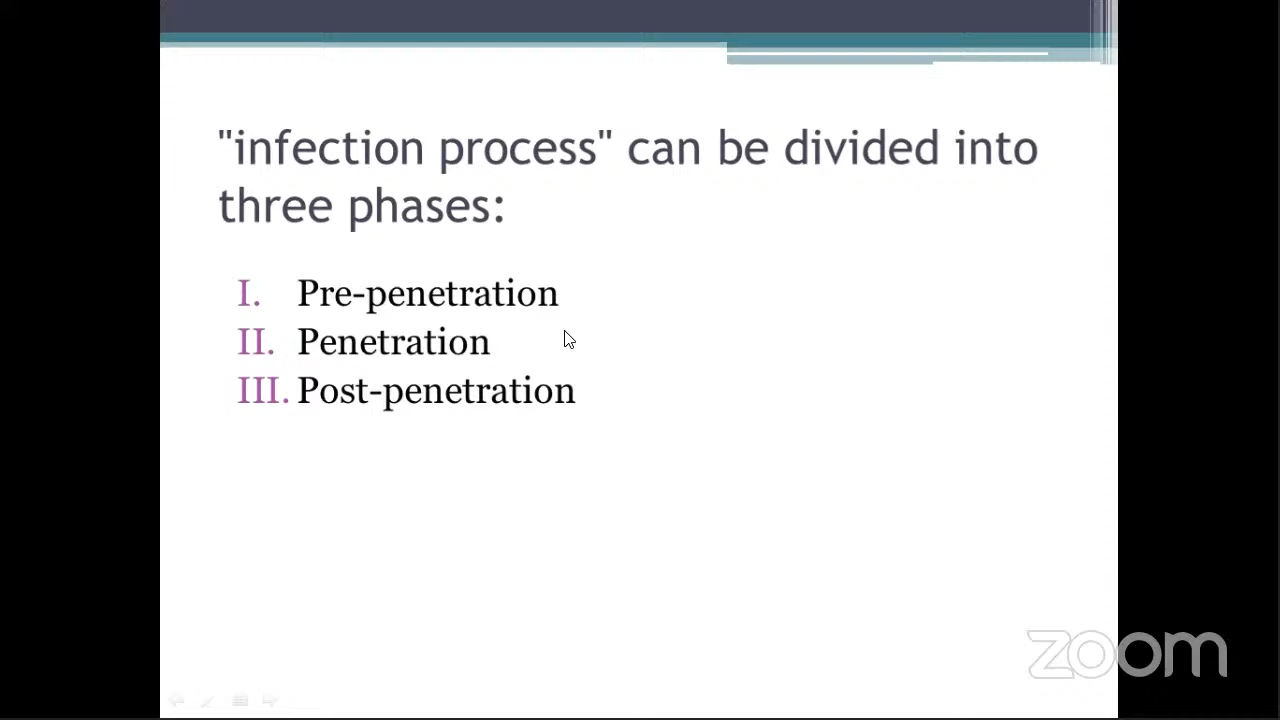 "infection process" can be divided into
three phases:
I. Pre-penetration
II. Penetration
III. Post-penetration
zoom